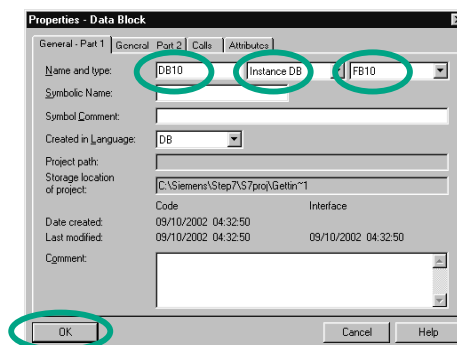 Properties - Data Block
General - Part 1 General Part 2 Calls Attributes
Name and type: DB10 Instance DB FB10
Symbolic Name:
Symbol Comment:
Created in Language: DB
Project path:
Storage location
of project: C:\Siemens\Step7\S7proj\Gettin~1
Code Interface
Date created: 09/10/2002 04:32:50
Last modified: 09/10/2002 04:32:50 09/10/2002 04:32:50
Comment:
OK Cancel Help